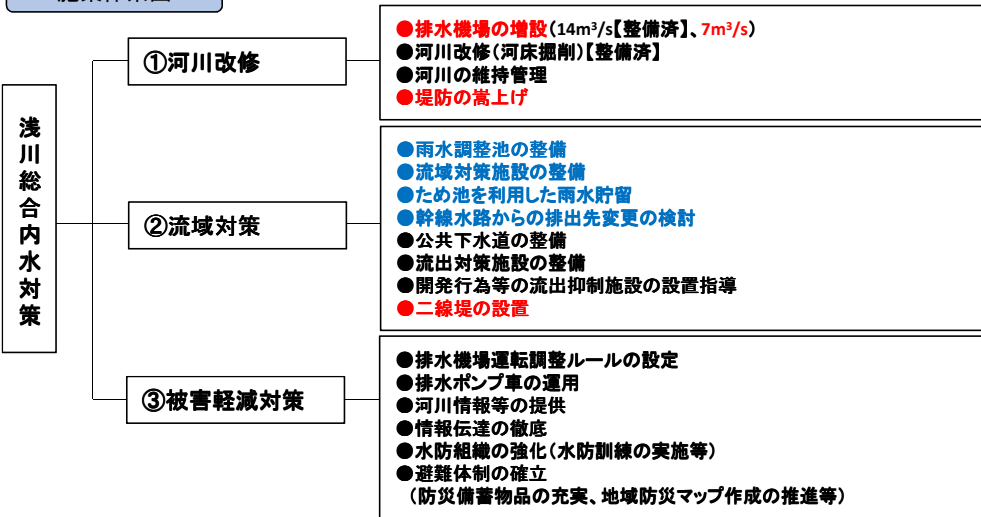 浅川総合内水対策
①河川改修
●排水機場の増設(14m³/s【整備済】、7m³/s)
●河川改修(河床掘削)【整備済】
●河川の維持管理
●堤防の嵩上げ
②流域対策
●雨水調整池の整備
●流域対策施設の整備
●ため池を利用した雨水貯留
●幹線水路からの排出先変更の検討
●公共下水道の整備
●流出対策施設の整備
●開発行為等の流出抑制施設の設置指導
●二線堤の設置
③被害軽減対策
●排水機場運転調整ルールの設定
●排水ポンプ車の運用
●河川情報等の提供
●情報伝達の徹底
●水防組織の強化(水防訓練の実施等)
●避難体制の確立
(防災備蓄物品の充実、地域防災マップ作成の推進等)